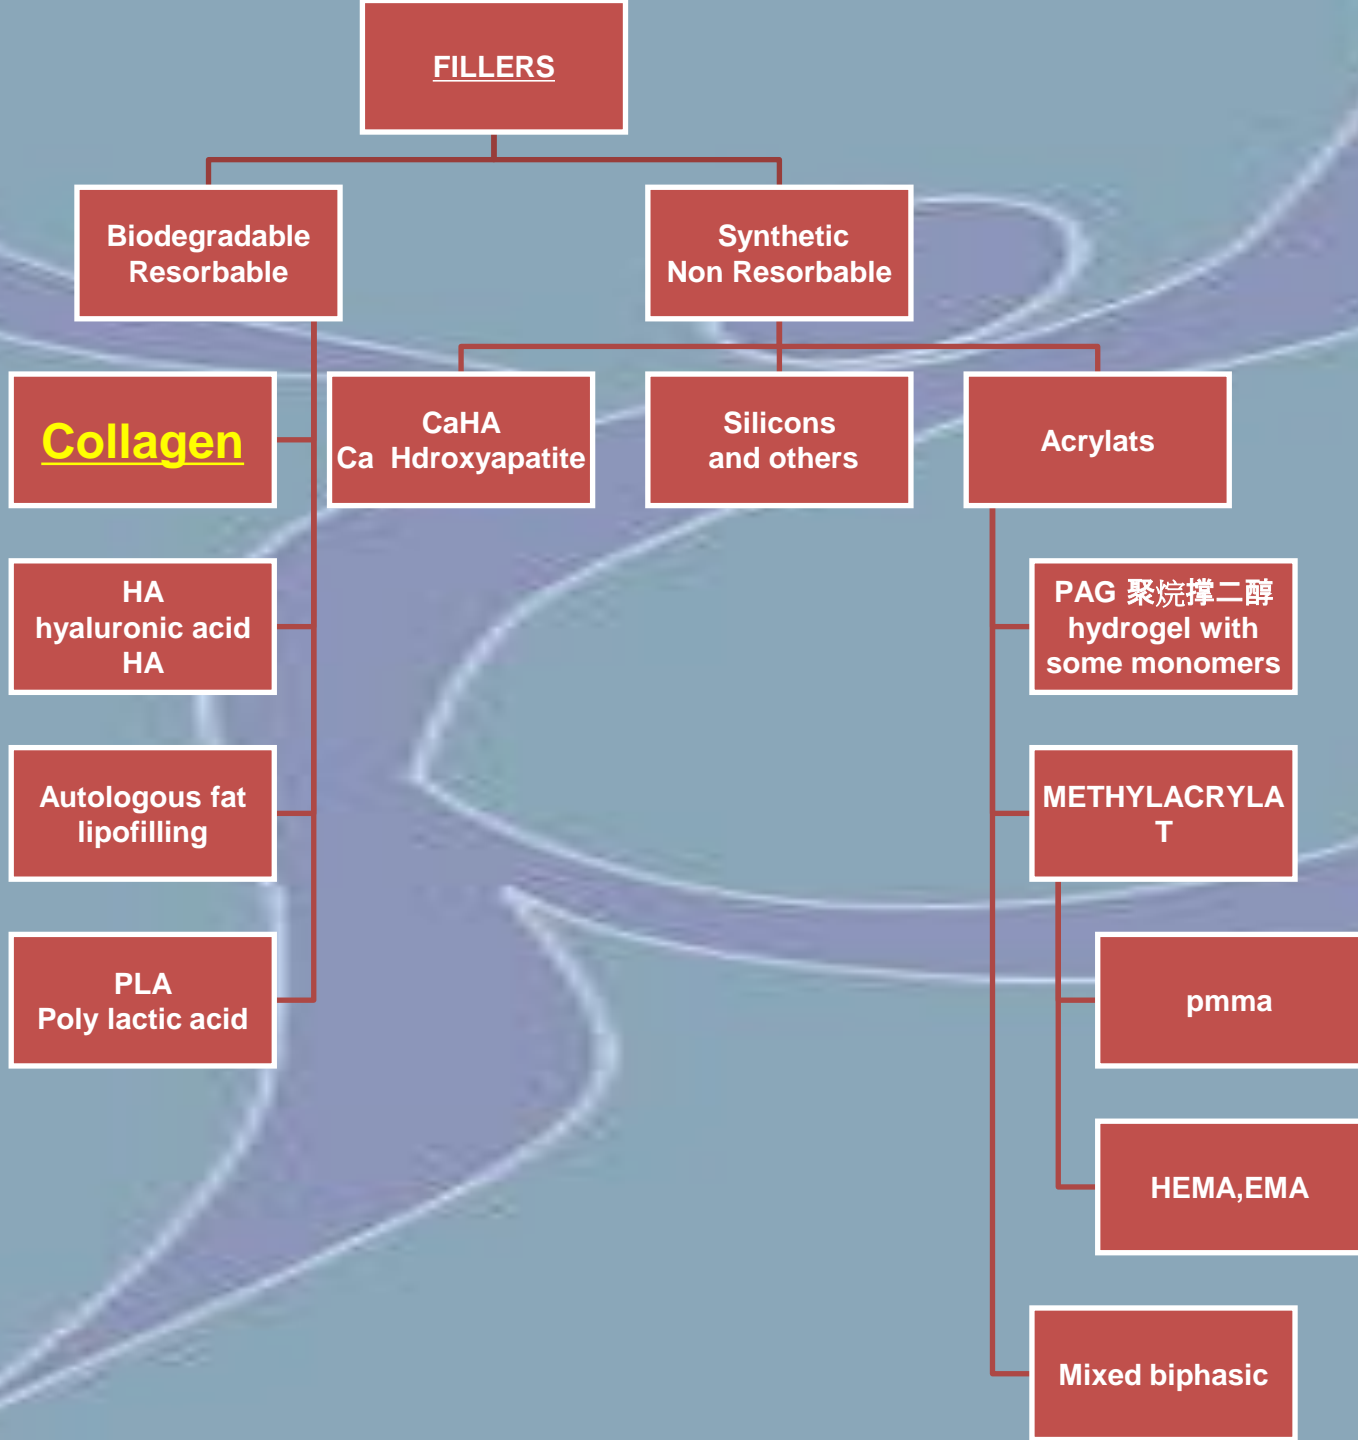 FILLERS
Biodegradable
Resorbable
Synthetic
Non Resorbable
Collagen
CaHA
Ca Hdroxyapatite
Silicons
and others
Acrylats
HA
hyaluronic acid
HA
PAG 聚烷撑二醇
hydrogel with
some monomers
Autologous fat
lipofilling
METHYLACRYLA
T
PLA
Poly lactic acid
pmma
HEMA,EMA
Mixed biphasic